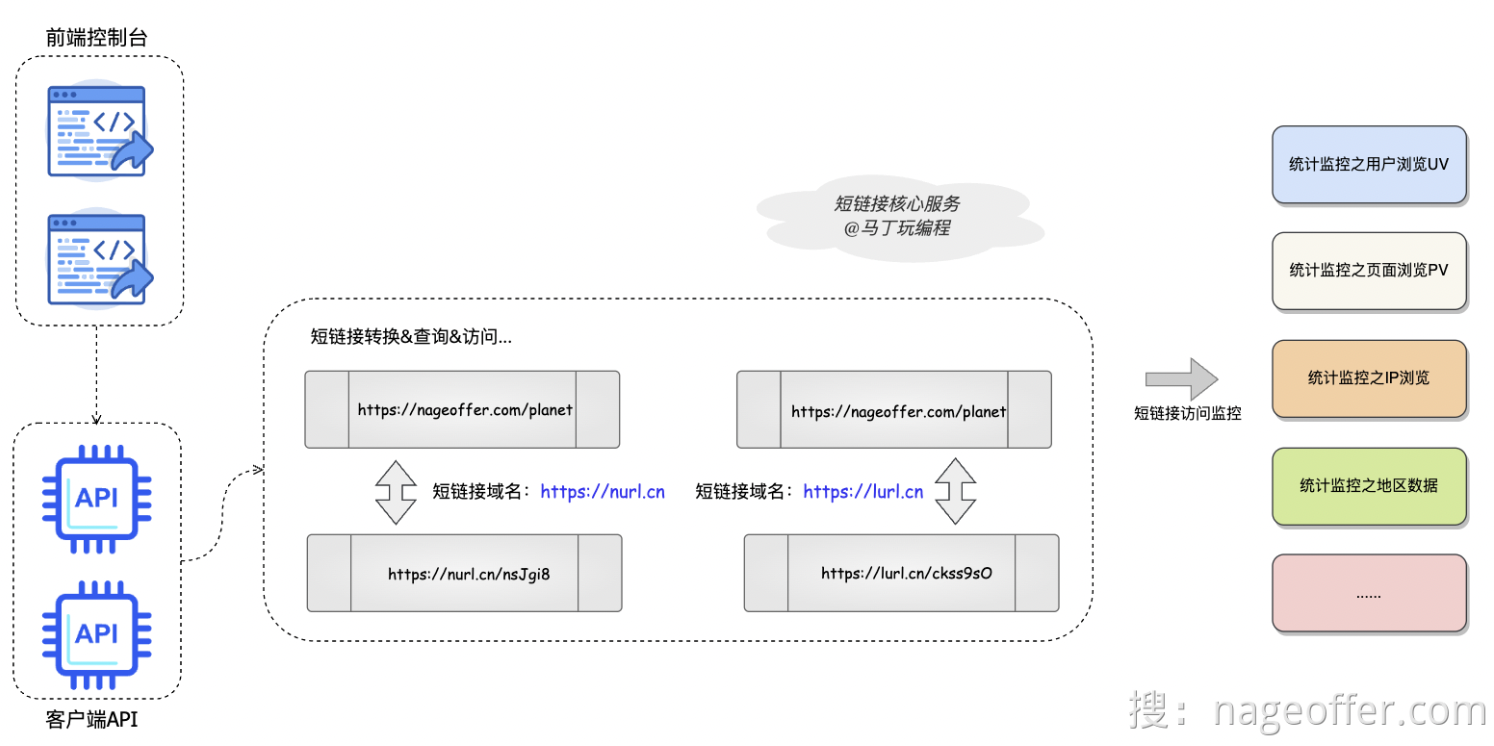 前端控制台
</>
</>
API
API
客户端API
短链接核心服务
@马丁玩编程
短链接转换&查询&访问...
https://nageoffer.com/planet
https://nageoffer.com/planet
短链接域名：https://nurl.cn
短链接域名：https://lurl.cn
https://nurl.cn/nsJgi8
https://lurl.cn/ckss9sO
短链接访问监控
统计监控之用户浏览UV
统计监控之页面浏览PV
统计监控之IP浏览
统计监控之地区数据
......
搜：nageoffer.com